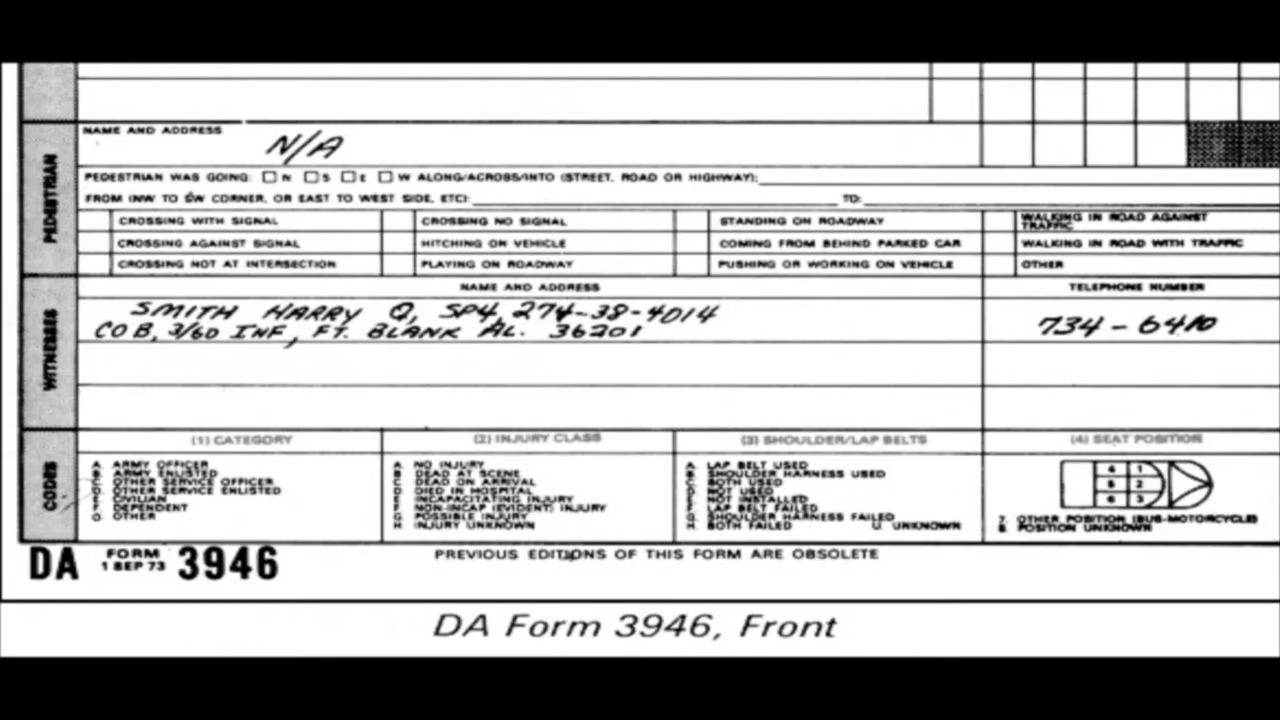 NAME AND ADDRESS
N/A
PEDESTRIAN
PEDESTRIAN WAS GOING: N S E W ALONG/ACROSS/INTO (STREET, ROAD OR HIGHWAY):
FROM (NW TO SW CORNER, OR EAST TO WEST SIDE, ETC): TO:
CROSSING WITH SIGNAL CROSSING NO SIGNAL STANDING ON ROADWAY WALKING IN ROAD AGAINST TRAFFIC
CROSSING AGAINST SIGNAL HITCHING ON VEHICLE COMING FROM BEHIND PARKED CAR WALKING IN ROAD WITH TRAFFIC
CROSSING NOT AT INTERSECTION PLAYING ON ROADWAY PUSHING OR WORKING ON VEHICLE OTHER
WITNESSES
NAME AND ADDRESS TELEPHONE NUMBER
SMITH HARRY Q, SP4, 274-38-4014
CO B, 3/60 INF, FT. BLANK AL. 36201 734-6410
CODES
(1) CATEGORY (2) INJURY CLASS (3) SHOULDER/LAP BELTS (4) SEAT POSITION
A. ARMY OFFICER
B. ARMY ENLISTED
C. OTHER SERVICE OFFICER
D. OTHER SERVICE ENLISTED
E. CIVILIAN
F. DEPENDENT
G. OTHER
A NO INJURY
B DEAD AT SCENE
C DEAD ON ARRIVAL
D DIED IN HOSPITAL
E INCAPACITATING INJURY
F NON-INCAP (EVIDENT) INJURY
G POSSIBLE INJURY
H INJURY UNKNOWN
A. LAP BELT USED
B. SHOULDER HARNESS USED
C. BOTH USED
D. NOT USED
E. NOT INSTALLED
F. LAP BELT FAILED
G. SHOULDER HARNESS FAILED
H. BOTH FAILED U. UNKNOWN
4 1
5 2
6 3
7. OTHER POSITION (BUS-MOTORCYCLE)
8. POSITION UNKNOWN
DA FORM 1 SEP 73 3946 PREVIOUS EDITIONS OF THIS FORM ARE OBSOLETE
DA Form 3946, Front